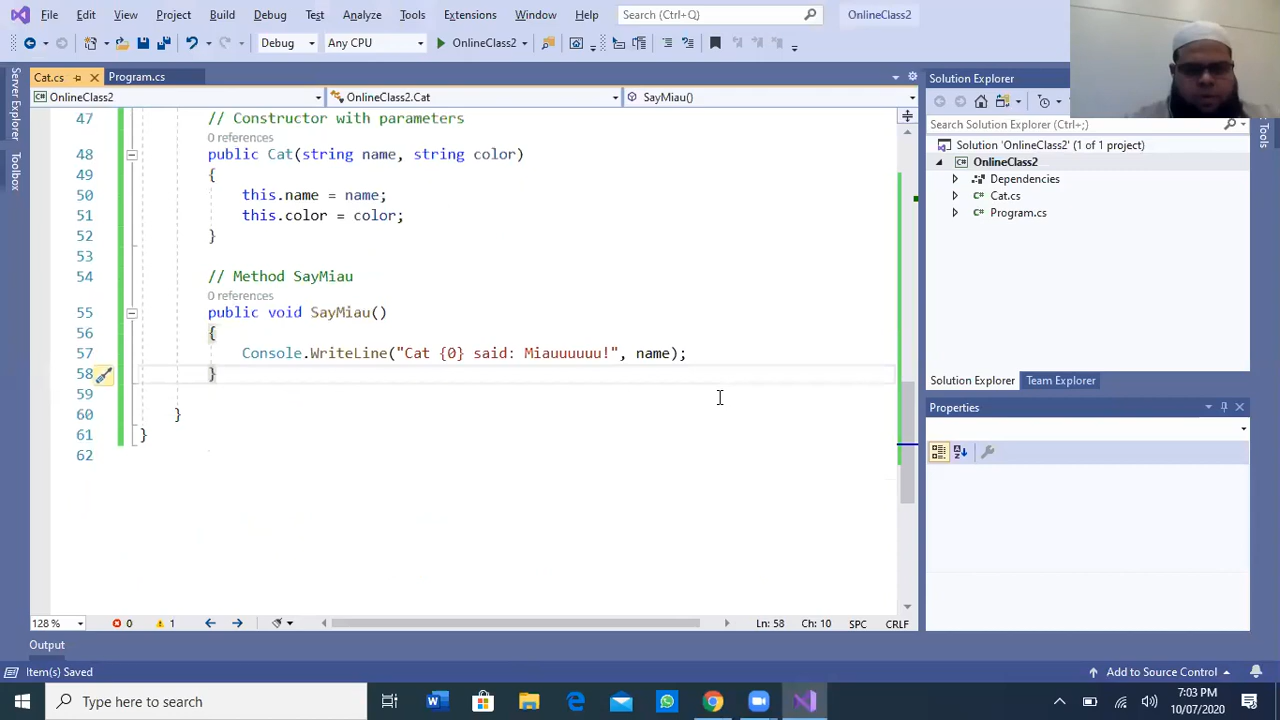 File Edit View Project Build Debug Test Analyze Tools Extensions Window Help Search (Ctrl+Q) OnlineClass2
Debug Any CPU OnlineClass2
Server Explorer
Toolbox
Cat.cs Program.cs
OnlineClass2 OnlineClass2.Cat SayMiau()
47 // Constructor with parameters
0 references
48 public Cat(string name, string color)
49 {
50 this.name = name;
51 this.color = color;
52 }
53
54 // Method SayMiau
0 references
55 public void SayMiau()
56 {
57 Console.WriteLine("Cat {0} said: Miauuuuuu!", name);
58 }
59
60 }
61 }
62
128 % 0 1 Ln: 58 Ch: 10 SPC CRLF
Solution Explorer
Search Solution Explorer (Ctrl+;)
Solution 'OnlineClass2' (1 of 1 project)
OnlineClass2
Dependencies
C# Cat.cs
C# Program.cs
Solution Explorer Team Explorer
Properties
Tools
Output
Item(s) Saved Add to Source Control
Type here to search
7:03 PM
10/07/2020